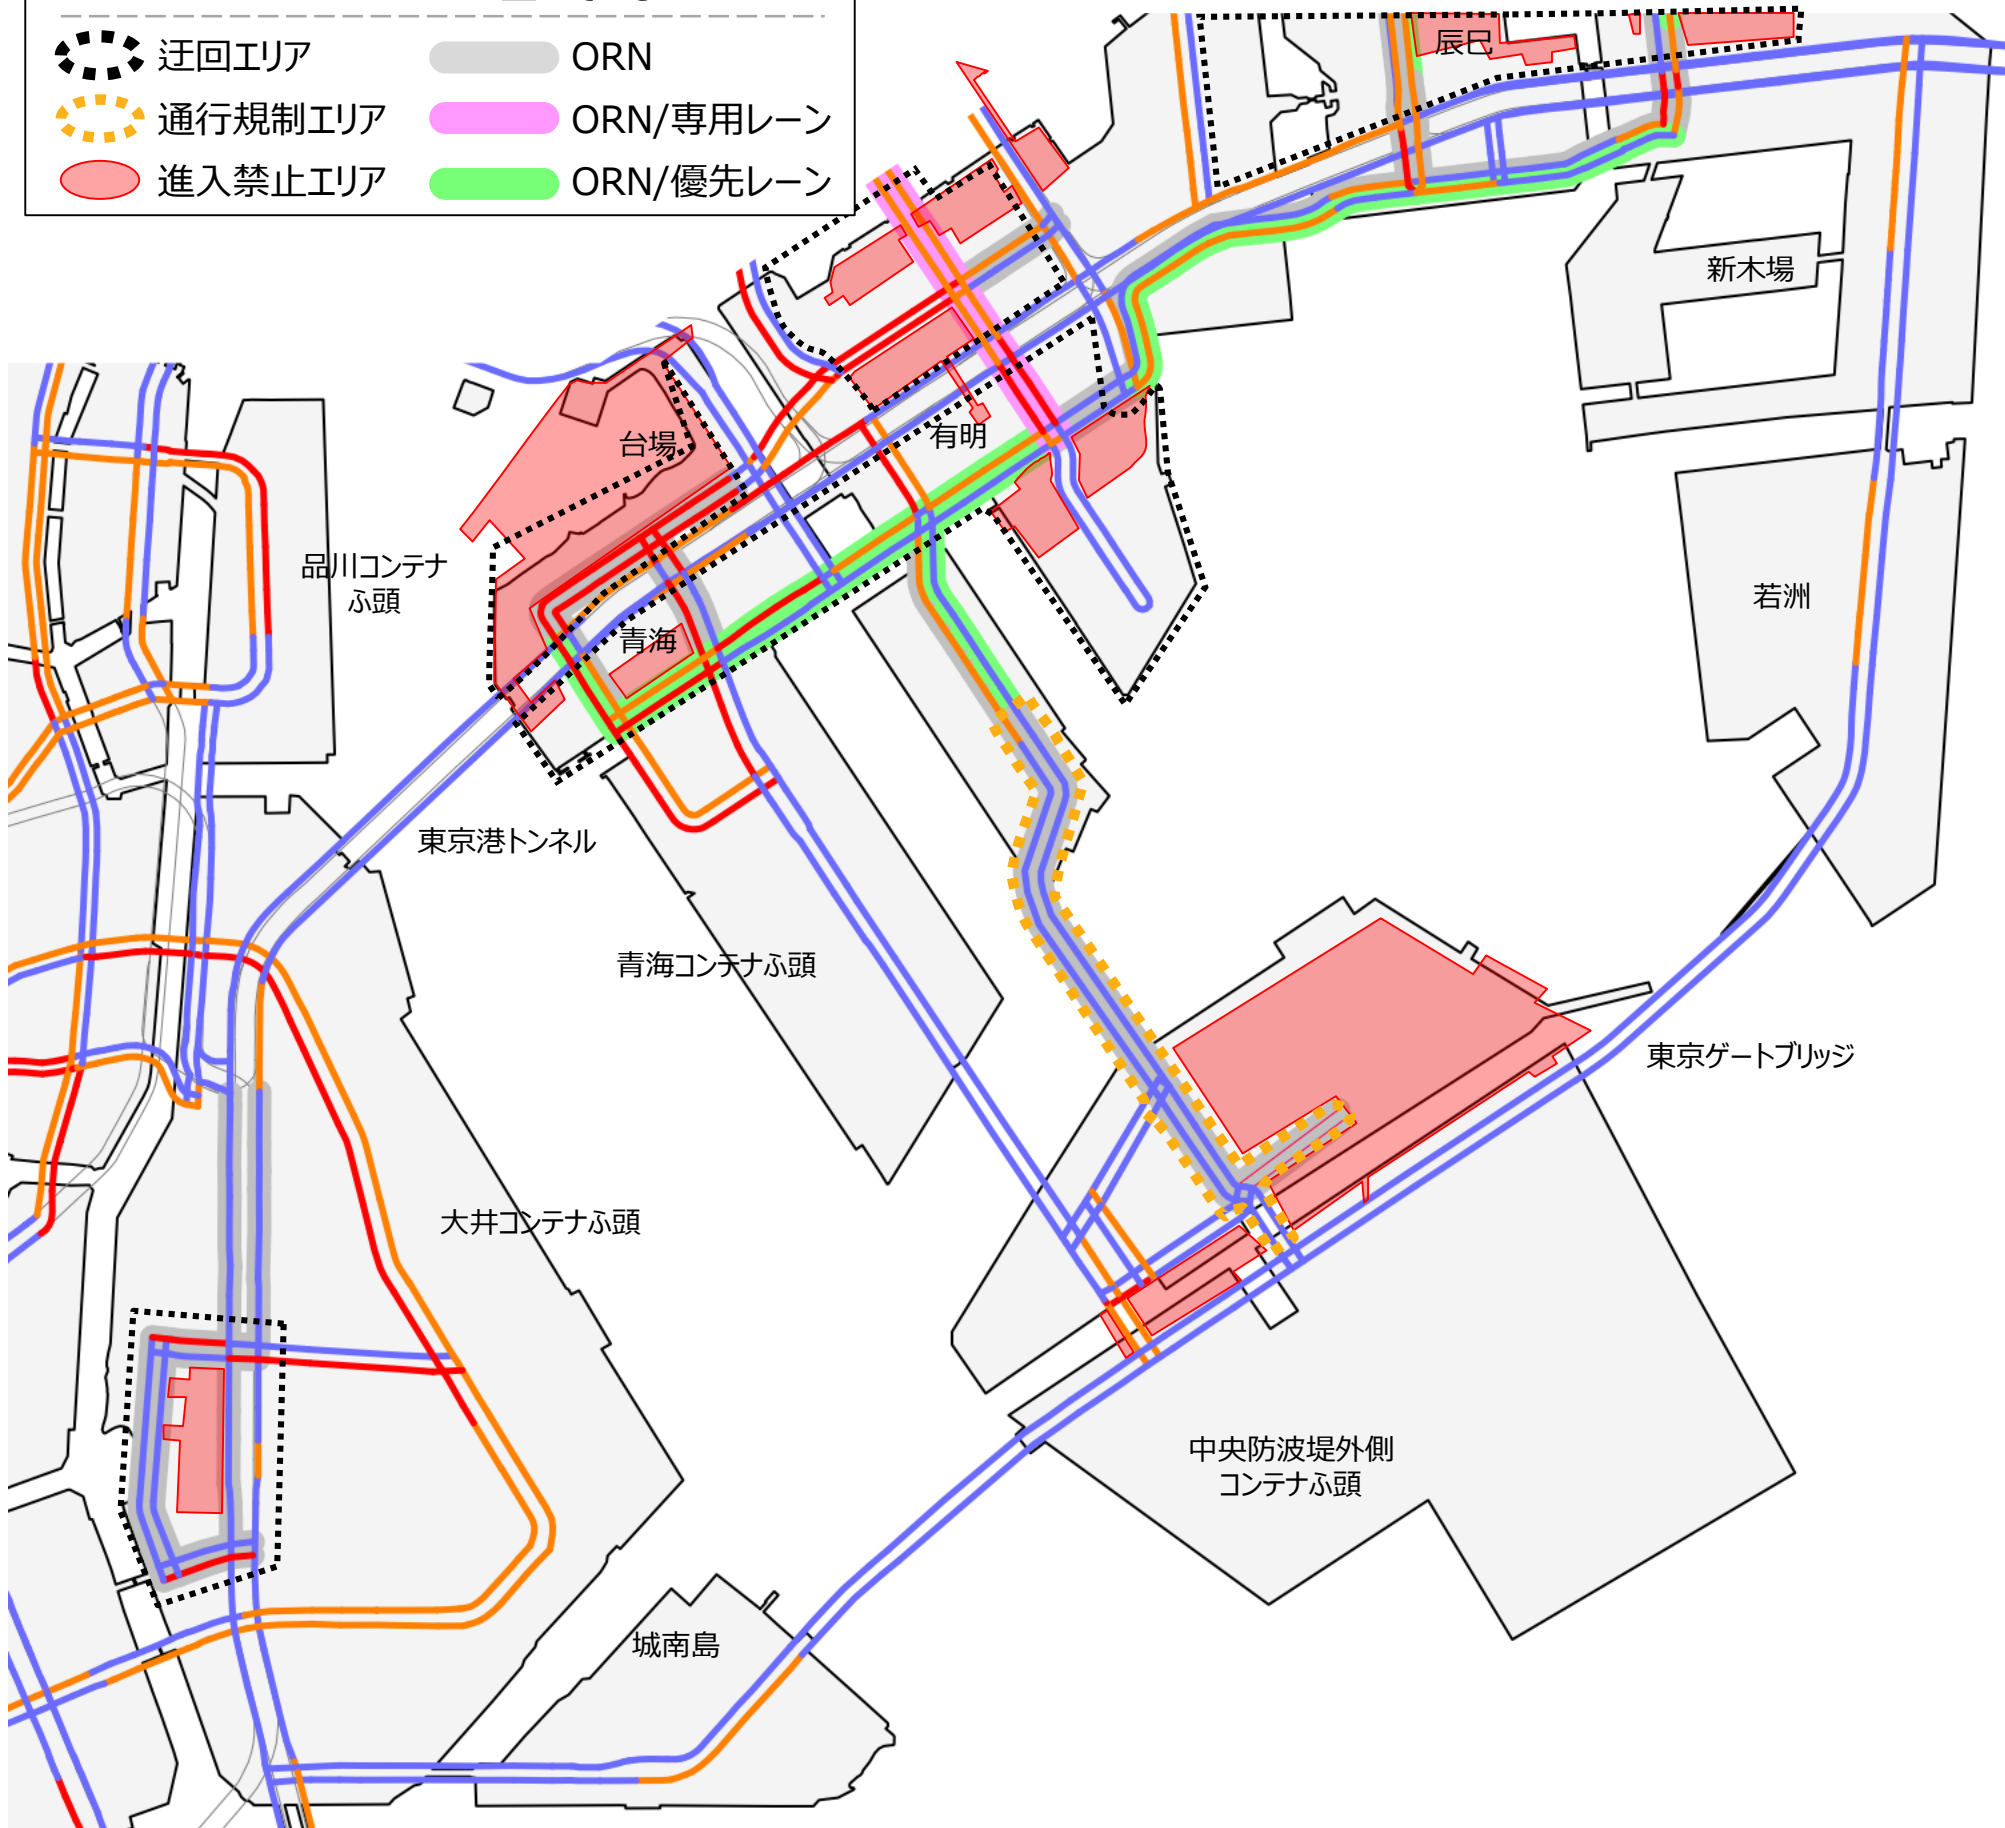 迂回エリア
ORN
通行規制エリア
ORN/専用レーン
進入禁止エリア
ORN/優先レーン
辰巳
新木場
台場
有明
品川コンテナ
ふ頭
若洲
青海
東京港トンネル
青海コンテナふ頭
東京ゲートブリッジ
大井コンテナふ頭
中央防波堤外側
コンテナふ頭
城南島